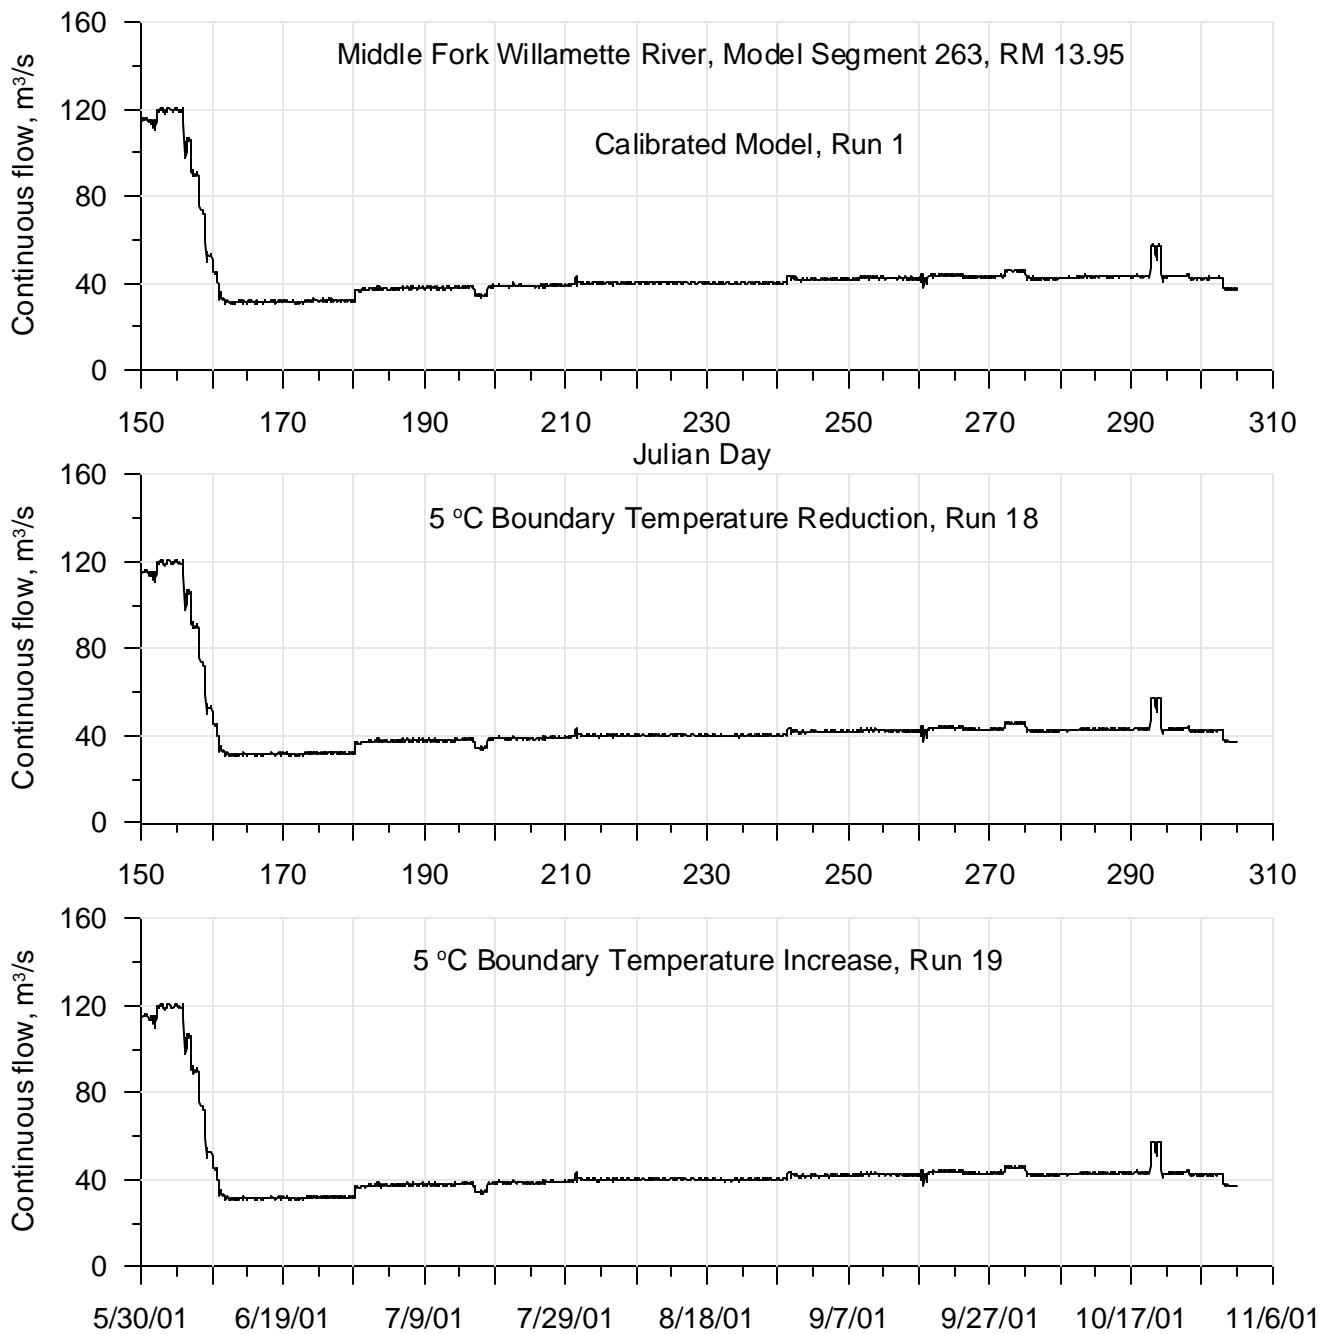 160
Middle Fork Willamette River, Model Segment 263, RM 13.95
120
Calibrated Model, Run 1
80
40
0
Continuous flow, m³/s
150 170 190 210 230 250 270 290 310
Julian Day
160
5 °C Boundary Temperature Reduction, Run 18
120
80
40
0
Continuous flow, m³/s
150 170 190 210 230 250 270 290 310
160
5 °C Boundary Temperature Increase, Run 19
120
80
40
0
Continuous flow, m³/s
5/30/01 6/19/01 7/9/01 7/29/01 8/18/01 9/7/01 9/27/01 10/17/01 11/6/01